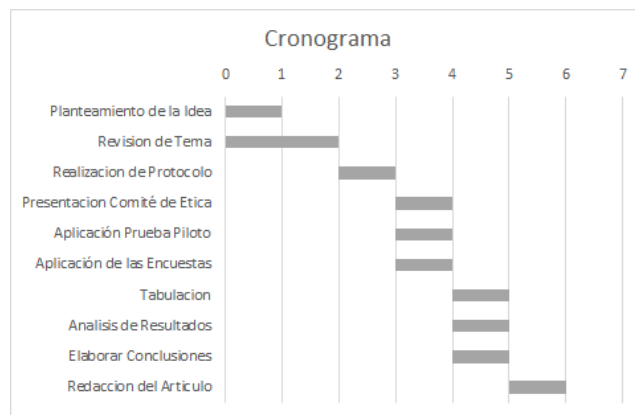 Cronograma
0 1 2 3 4 5 6 7
Planteamiento de la Idea
Revision de Tema
Realizacion de Protocolo
Presentacion Comité de Etica
Aplicación Prueba Piloto
Aplicación de las Encuestas
Tabulacion
Analisis de Resultados
Elaborar Conclusiones
Redaccion del Articulo